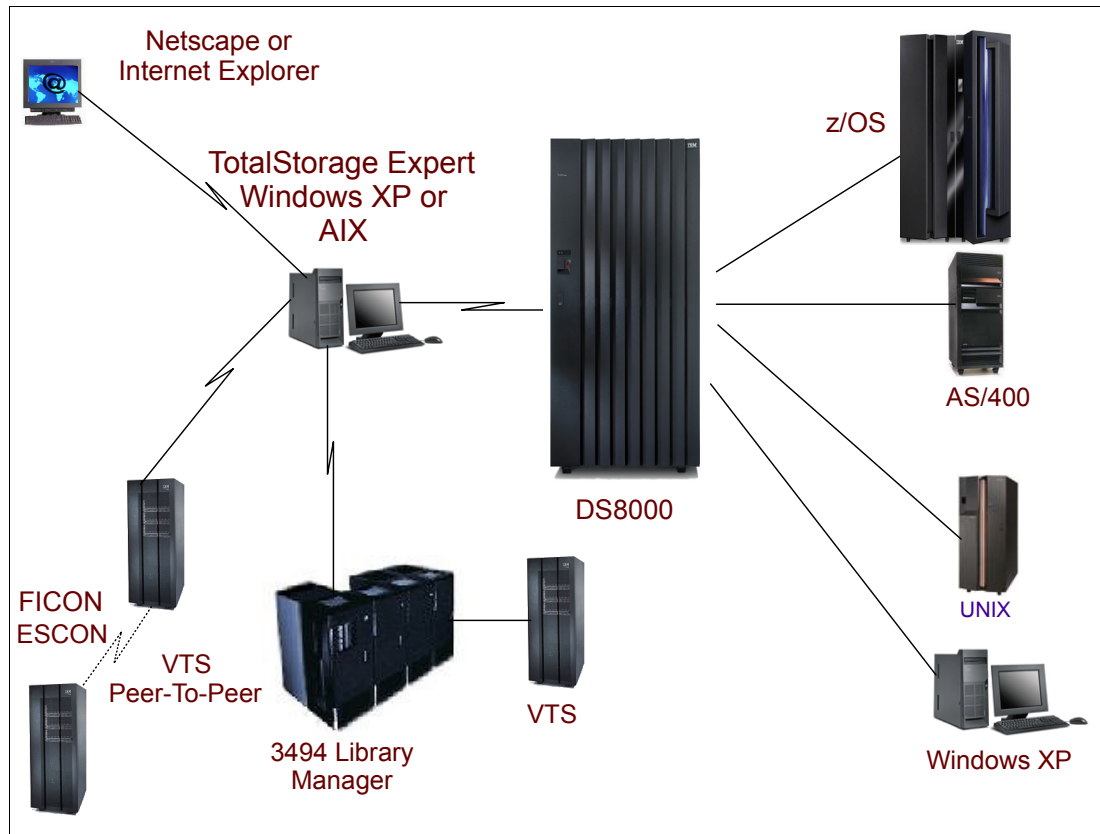 Netscape or
Internet Explorer
TotalStorage Expert
Windows XP or
AIX
z/OS
AS/400
DS8000
UNIX
FICON
ESCON
VTS
Peer-To-Peer
VTS
3494 Library
Manager
Windows XP
@
IBM